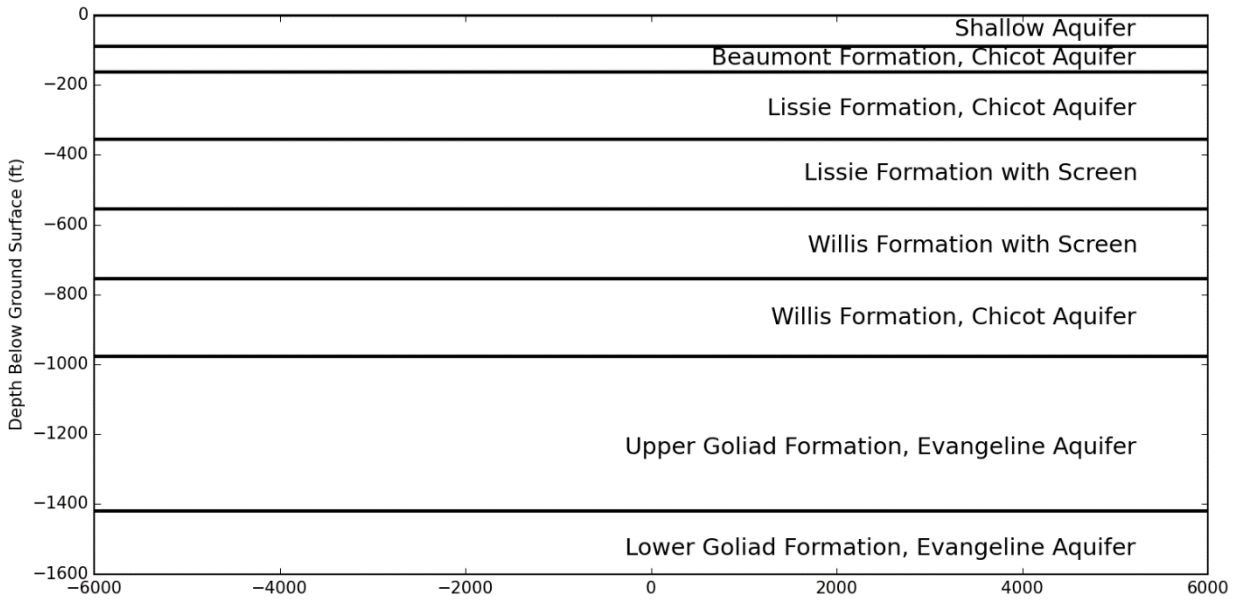 0
Shallow Aquifer
Beaumont Formation, Chicot Aquifer
−200
Lissie Formation, Chicot Aquifer
−400
Lissie Formation with Screen
−600
Willis Formation with Screen
−800
Willis Formation, Chicot Aquifer
−1000
Depth Below Ground Surface (ft)
−1200
Upper Goliad Formation, Evangeline Aquifer
−1400
Lower Goliad Formation, Evangeline Aquifer
−1600
−6000 −4000 −2000 0 2000 4000 6000